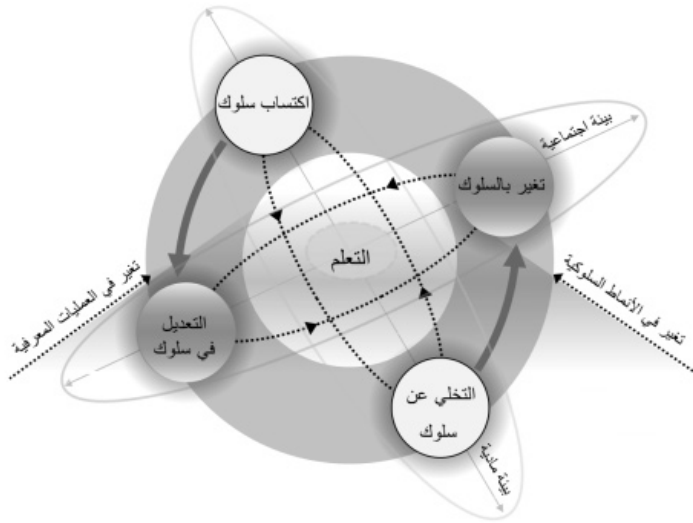 اكتساب سلوك
بيئة اجتماعية
تغير بالسلوك
التعلم
تغير في العمليات المعرفية
تغير في الأنماط السلوكية
التعديل
في سلوك
التخلي عن
سلوك
بيئة مادية